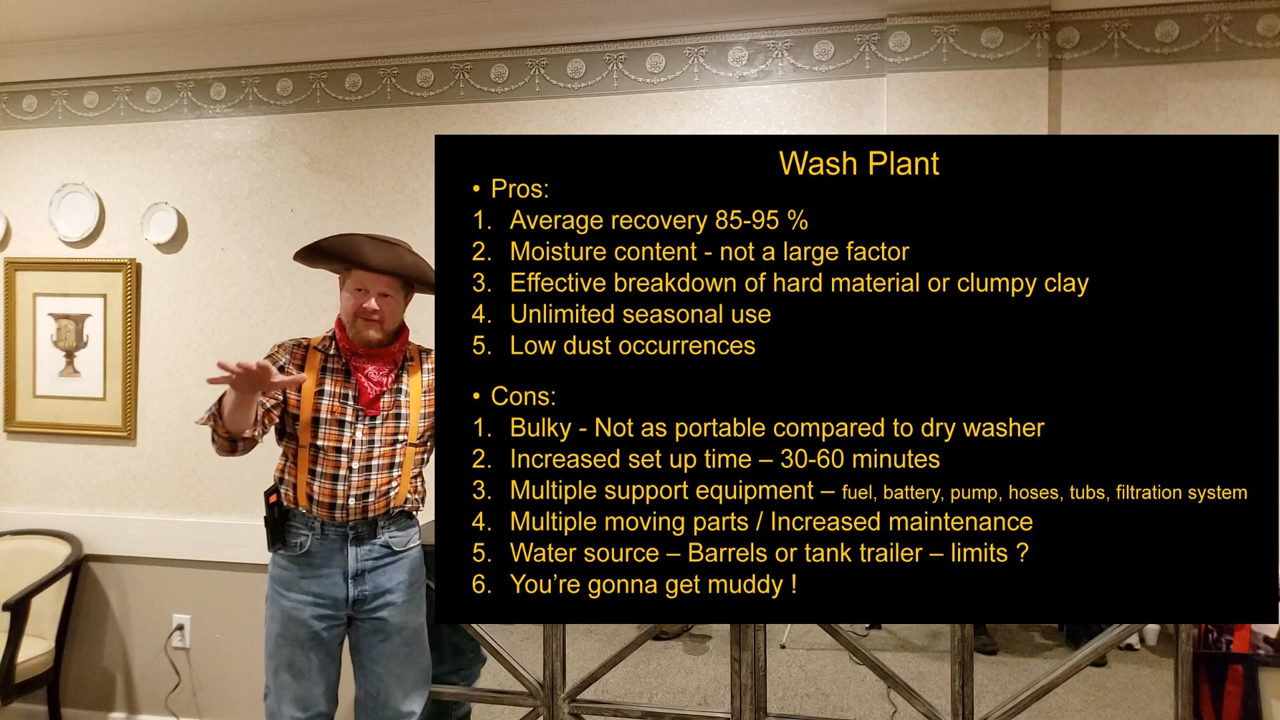 Wash Plant
• Pros:
1. Average recovery 85-95 %
2. Moisture content - not a large factor
3. Effective breakdown of hard material or clumpy clay
4. Unlimited seasonal use
5. Low dust occurrences
• Cons:
1. Bulky - Not as portable compared to dry washer
2. Increased set up time – 30-60 minutes
3. Multiple support equipment – fuel, battery, pump, hoses, tubs, filtration system
4. Multiple moving parts / Increased maintenance
5. Water source – Barrels or tank trailer – limits ?
6. You’re gonna get muddy !